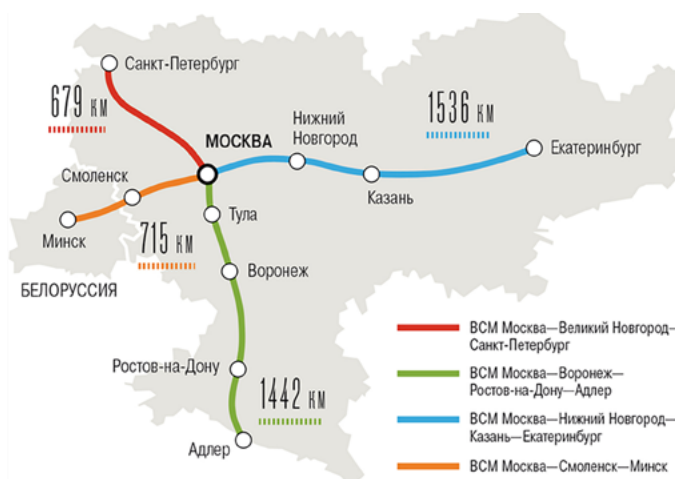 Санкт-Петербург
679 км
1536 км
Нижний
Новгород
МОСКВА
Екатеринбург
Смоленск
Казань
Тула
Минск
715 км
Воронеж
БЕЛОРУССИЯ
Ростов-на-Дону
1442 км
Адлер
ВСМ Москва—Великий Новгород—
Санкт-Петербург
ВСМ Москва—Воронеж—
Ростов-на-Дону—Адлер
ВСМ Москва—Нижний Новгород—
Казань—Екатеринбург
ВСМ Москва—Смоленск—Минск